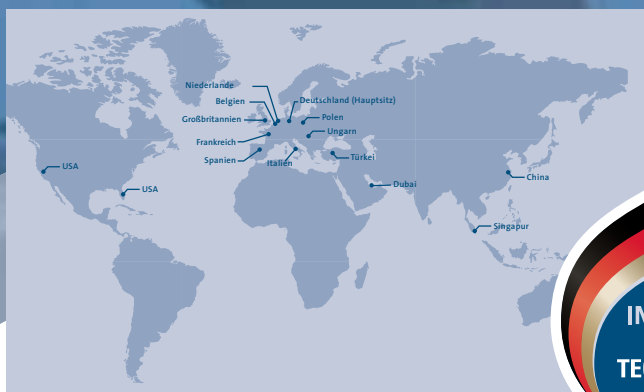 Niederlande
Belgien
Deutschland (Hauptsitz)
Großbritannien
Polen
Ungarn
Frankreich
Spanien
Italien
Türkei
USA
USA
Dubai
China
Singapur